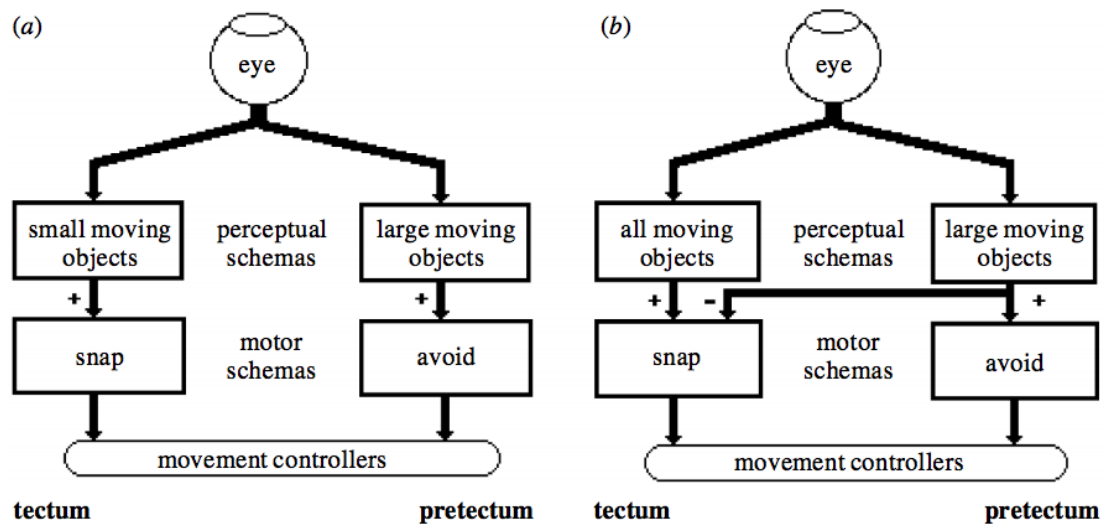 (a)
eye
small moving
objects
perceptual
schemas
large moving
objects
+
+
snap
motor
schemas
avoid
movement controllers
tectum
pretectum
(b)
eye
all moving
objects
perceptual
schemas
large moving
objects
+
-
+
snap
motor
schemas
avoid
movement controllers
tectum
pretectum